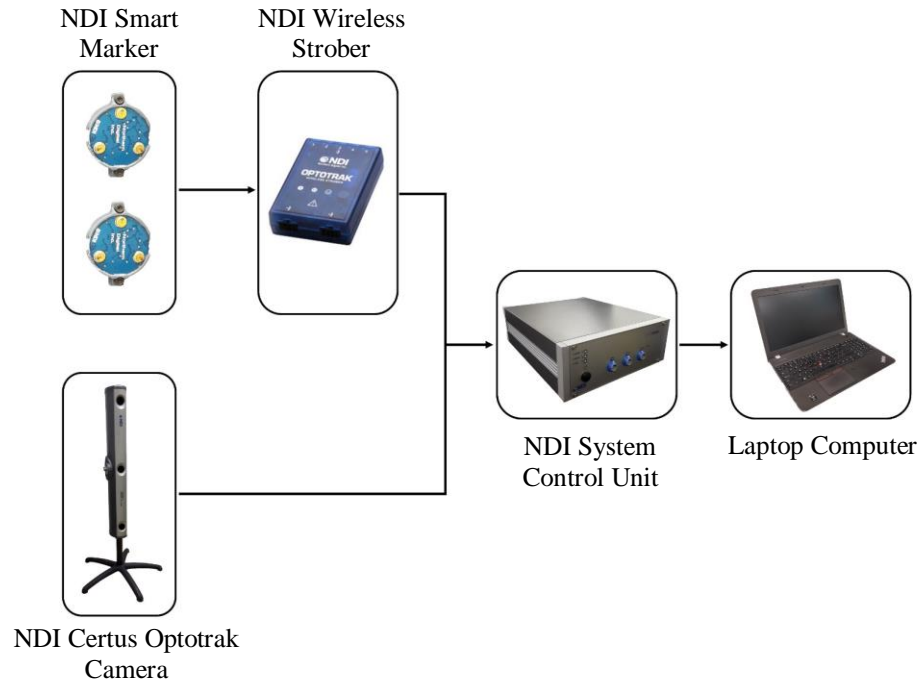 NDI Smart
Marker
NDI Wireless
Strober
NDI
OPTOTRAK
NDI System
Control Unit
Laptop Computer
NDI Certus Optotrak
Camera